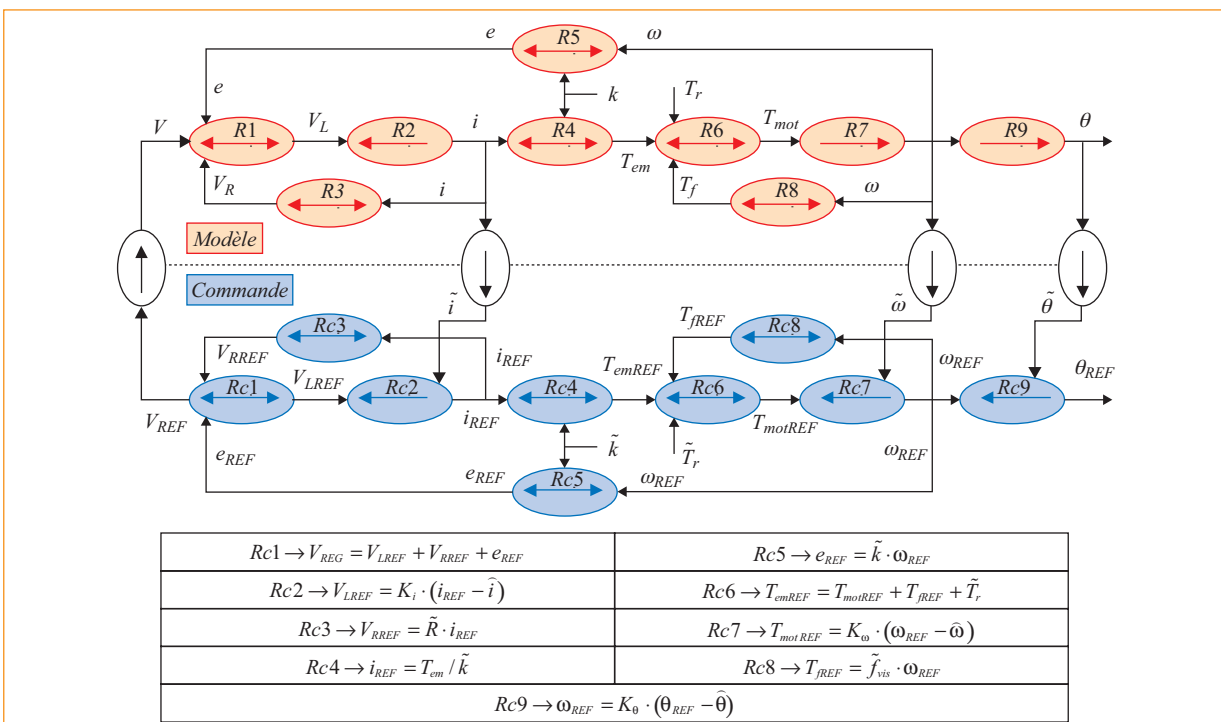 e R5 ω
e k T_r
V R1 V_L R2 i R4 T_em R6 T_mot R7 R9 θ
V_R R3 i T_f R8 ω
Modèle
Commande
ĩ ω̃ θ̃
Rc3 T_fREF Rc8
V_RREF i_REF T_emREF ω_REF θ_REF
Rc1 V_LREF Rc2 Rc4 Rc6 Rc7 Rc9
V_REF i_REF T_motREF
e_REF k̃ T̃_r ω_REF
e_REF Rc5 ω_REF
Rc1 → V_REG = V_LREF + V_RREF + e_REF
Rc5 → e_REF = k̃ · ω_REF
Rc2 → V_LREF = K_i · (i_REF − î)
Rc6 → T_emREF = T_motREF + T_fREF + T̃_r
Rc3 → V_RREF = R̃ · i_REF
Rc7 → T_motREF = K_ω · (ω_REF − ω̂)
Rc4 → i_REF = T_em / k̃
Rc8 → T_fREF = f̃_vis · ω_REF
Rc9 → ω_REF = K_θ · (θ_REF − θ̂)